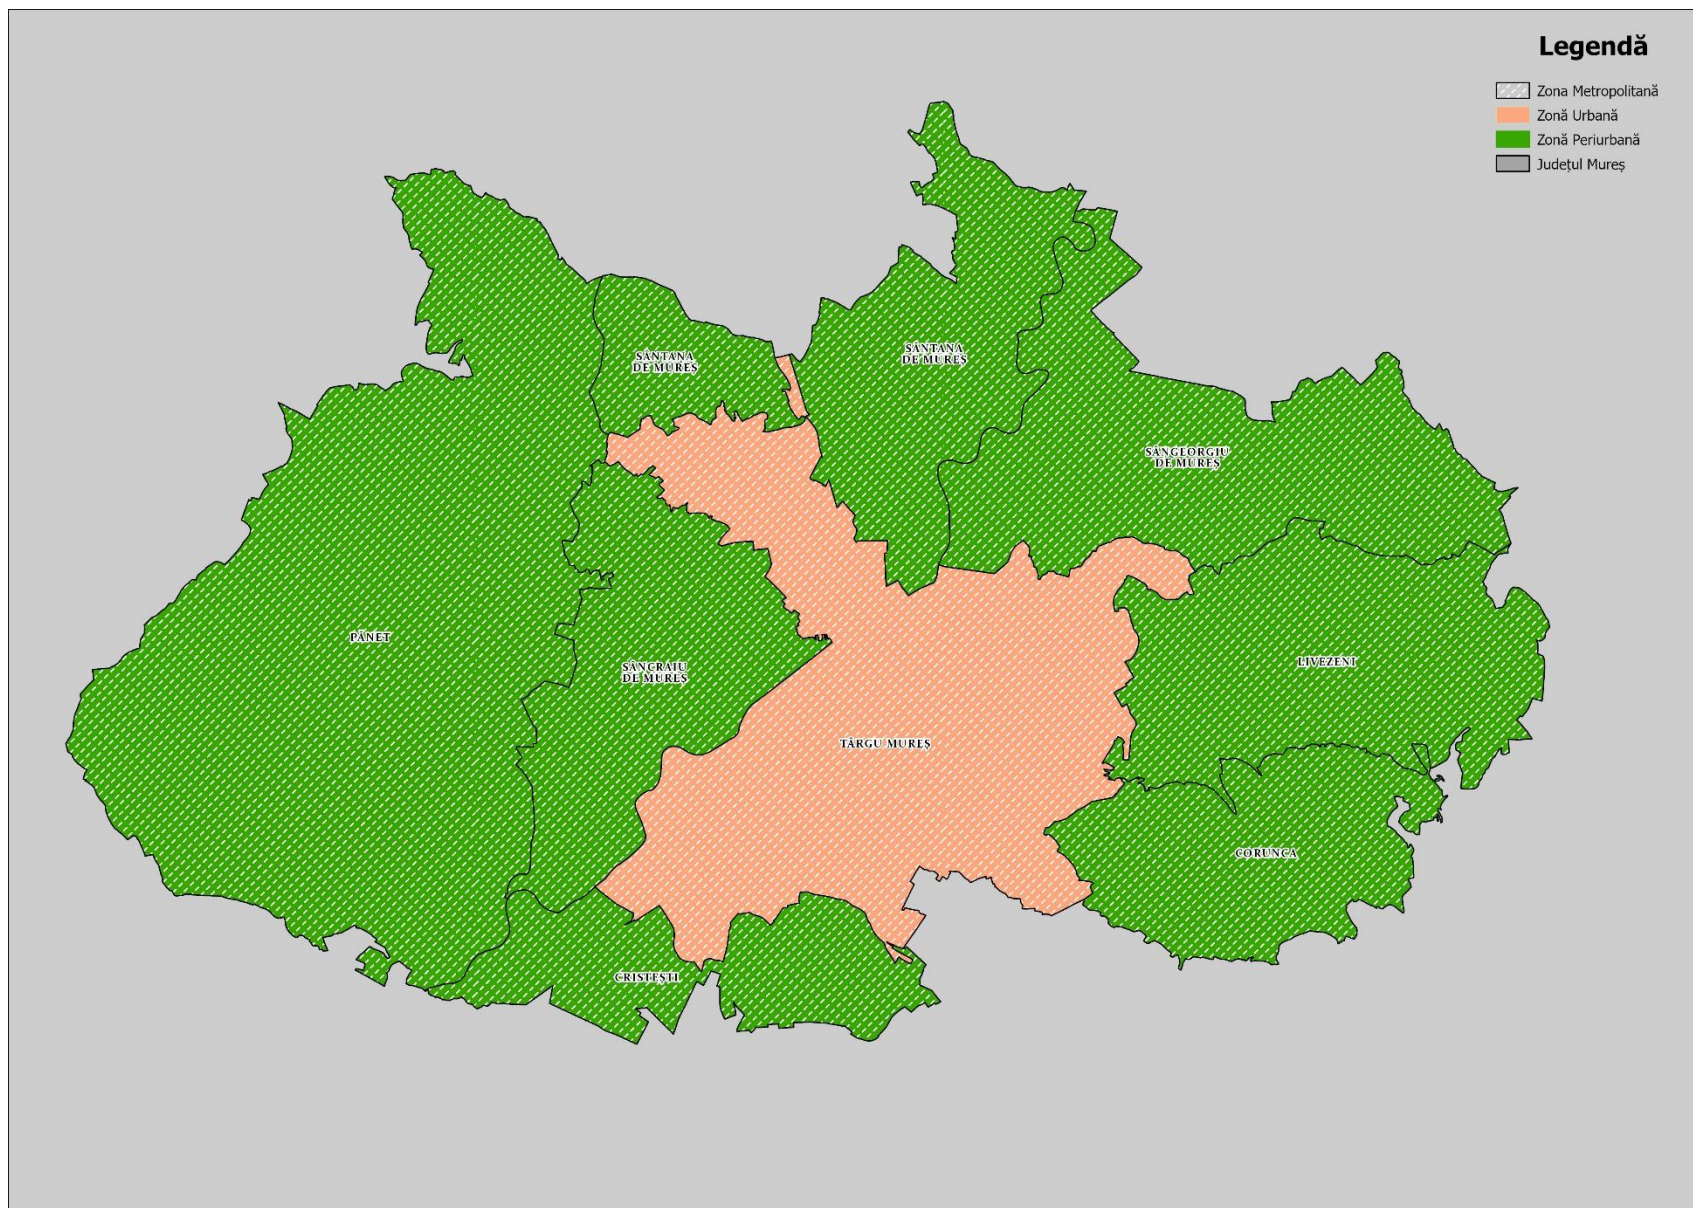 Legendă
Zona Metropolitană
Zonă Urbană
Zonă Periurbană
Județul Mureș
SÂNTANA
DE MUREȘ
SÂNTANA
DE MUREȘ
SÂNGEORGIU
DE MUREȘ
PĂNET
SÂNCRAIU
DE MUREȘ
LIVEZENI
TÂRGU MUREȘ
CORUNCA
CRISTEȘTI